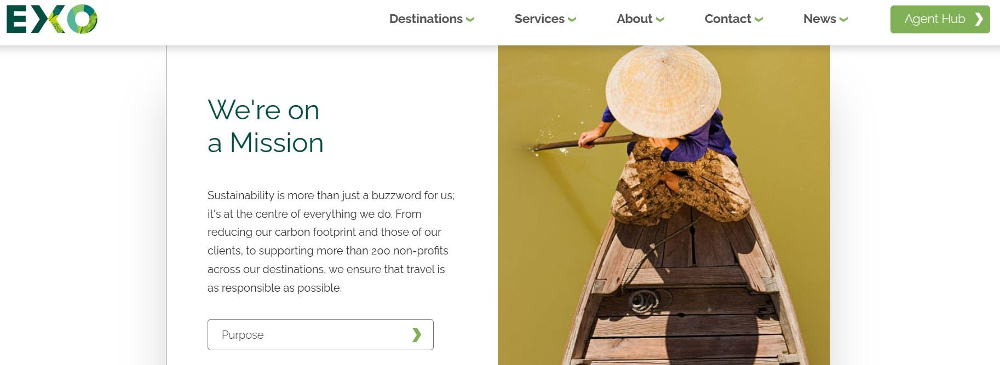 EXO
Destinations
Services
About
Contact
News
Agent Hub
We're on
a Mission
Sustainability is more than just a buzzword for us;
it's at the centre of everything we do. From
reducing our carbon footprint and those of our
clients, to supporting more than 200 non-profits
across our destinations, we ensure that travel is
as responsible as possible.
Purpose